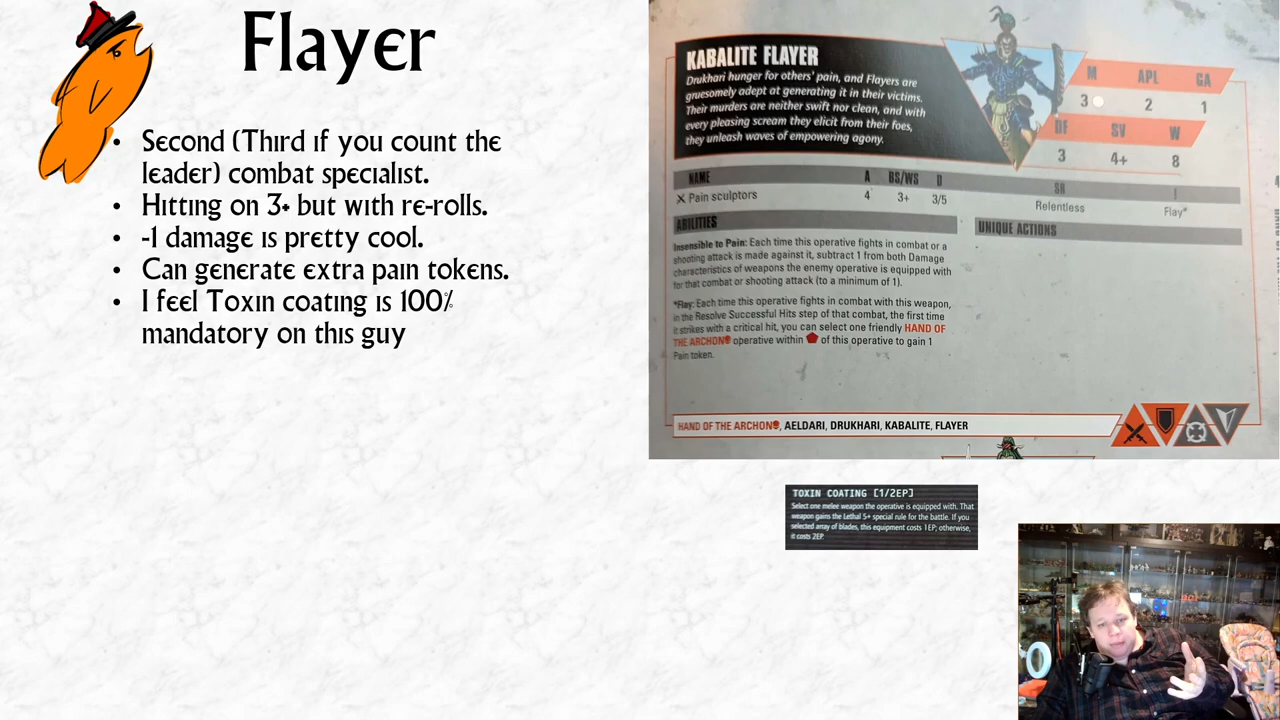 Flayer
• Second (Third if you count the
leader) combat specialist.
• Hitting on 3+ but with re-rolls.
• -1 damage is pretty cool.
• Can generate extra pain tokens.
• I feel Toxin coating is 100%
mandatory on this guy
KABALITE FLAYER
Drukhari hunger for others' pain, and Flayers are
gruesomely adept at generating it in their victims.
Their murders are neither swift nor clean, and with
every pleasing scream they elicit from their foes,
they unleash waves of empowering agony.
M APL GA
3 2 1
DF SV W
3 4+ 8
NAME A BS/WS D SR I
Pain sculptors 4 3+ 3/5 Relentless Flay*
ABILITIES
UNIQUE ACTIONS
Insensible to Pain: Each time this operative fights in combat or a
shooting attack is made against it, subtract 1 from both Damage
characteristics of weapons the enemy operative is equipped with
for that combat or shooting attack (to a minimum of 1).
*Flay: Each time this operative fights in combat with this weapon,
in the Resolve Successful Hits step of that combat, the first time
it strikes with a critical hit, you can select one friendly HAND OF
THE ARCHON operative within of this operative to gain 1
Pain token.
HAND OF THE ARCHON, AELDARI, DRUKHARI, KABALITE, FLAYER
TOXIN COATING [1/2EP]
Select one melee weapon the operative is equipped with. That
weapon gains the Lethal 5+ special rule for the battle. If you
selected array of blades, this equipment costs 1EP; otherwise,
it costs 2EP.